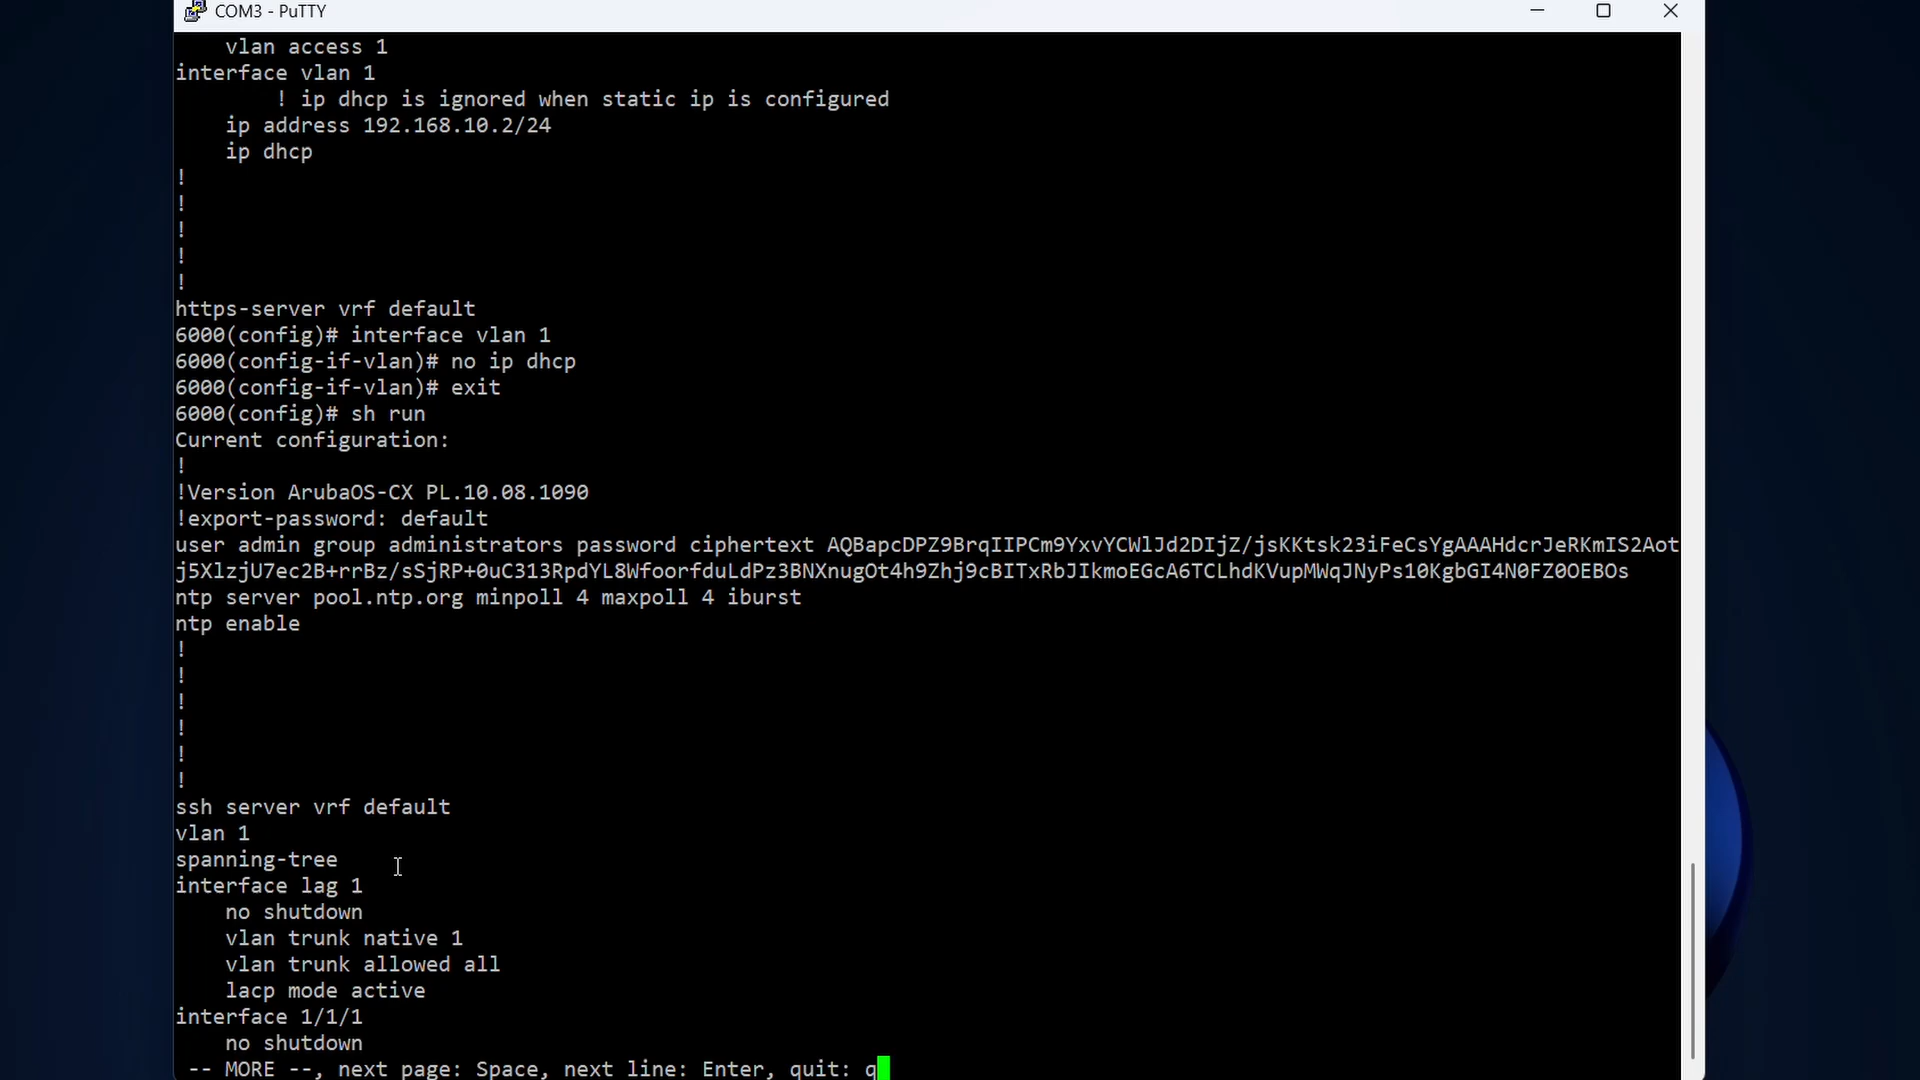 COM3 - PuTTY
vlan access 1
interface vlan 1
! ip dhcp is ignored when static ip is configured
ip address 192.168.10.2/24
ip dhcp
!
!
!
!
!
https-server vrf default
6000(config)# interface vlan 1
6000(config-if-vlan)# no ip dhcp
6000(config-if-vlan)# exit
6000(config)# sh run
Current configuration:
!
!Version ArubaOS-CX PL.10.08.1090
!export-password: default
user admin group administrators password ciphertext AQBapcDPZ9BrqIIPCm9YxvYCWlJd2DIjZ/jsKKtsk23iFeCsYgAAAHdcrJeRKmIS2Aot
j5XlzjU7ec2B+rrBz/sSjRP+0uC313RpdYL8WfoorfduLdPz3BNXnugOt4h9Zhj9cBITxRbJIkmoEGcA6TCLhdKVupMWqJNyPs10KgbGI4N0FZ0OEBOs
ntp server pool.ntp.org minpoll 4 maxpoll 4 iburst
ntp enable
!
!
!
!
!
!
ssh server vrf default
vlan 1
spanning-tree
interface lag 1
no shutdown
vlan trunk native 1
vlan trunk allowed all
lacp mode active
interface 1/1/1
no shutdown
-- MORE --, next page: Space, next line: Enter, quit: q